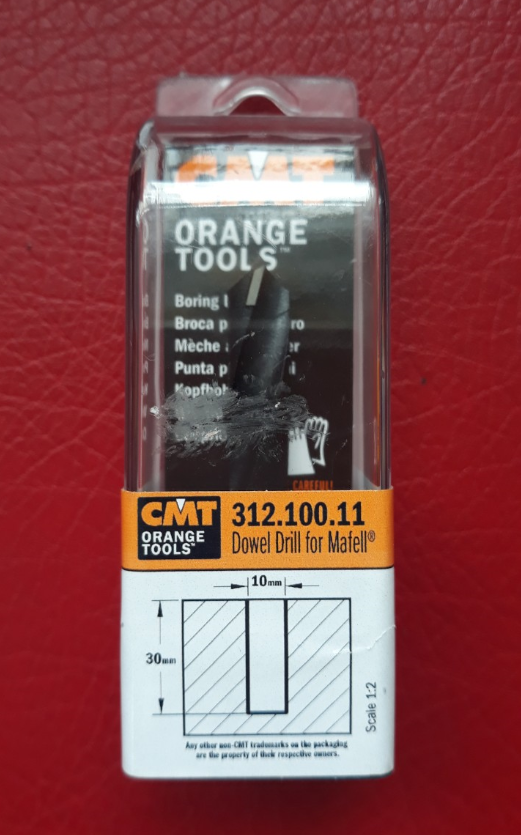 CMT
ORANGE
TOOLS™
Boring
Broca
Mèche
Punta
CAREFUL!
CMT
ORANGE
TOOLS™
312.100.11
Dowel Drill for Mafell®
10mm
30mm
Scale 1:2
Any other non-CMT trademarks on the packaging
are the property of their respective owners.